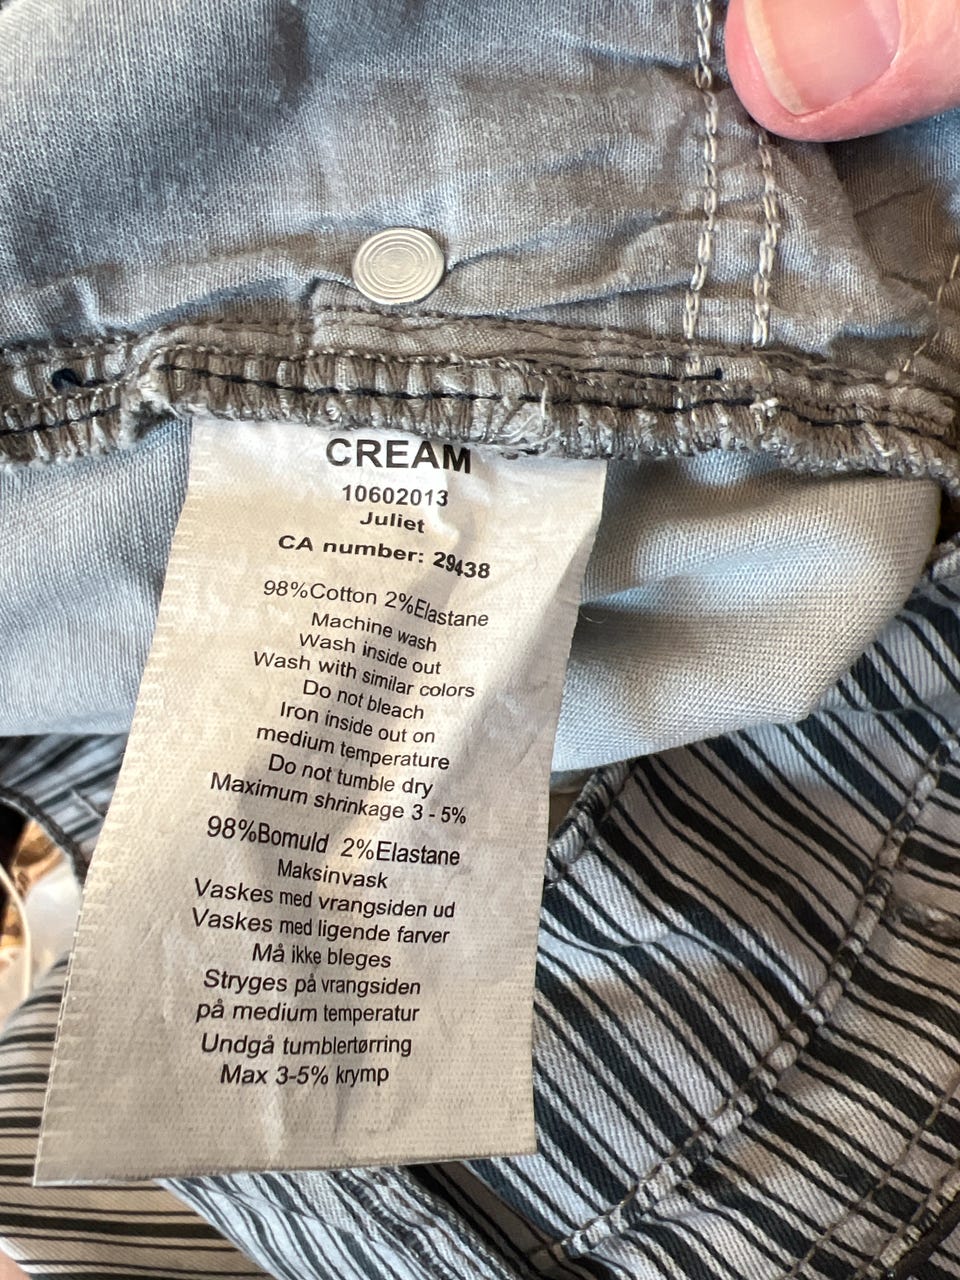 CREAM
10602013
Juliet
CA number: 29438
98%Cotton 2%Elastane
Machine wash
Wash inside out
Wash with similar colors
Do not bleach
Iron inside out on
medium temperature
Do not tumble dry
Maximum shrinkage 3 - 5%
98%Bomuld 2%Elastane
Maksinvask
Vaskes med vrangsiden ud
Vaskes med ligende farver
Må ikke bleges
Stryges på vrangsiden
på medium temperatur
Undgå tumblertørring
Max 3-5% krymp